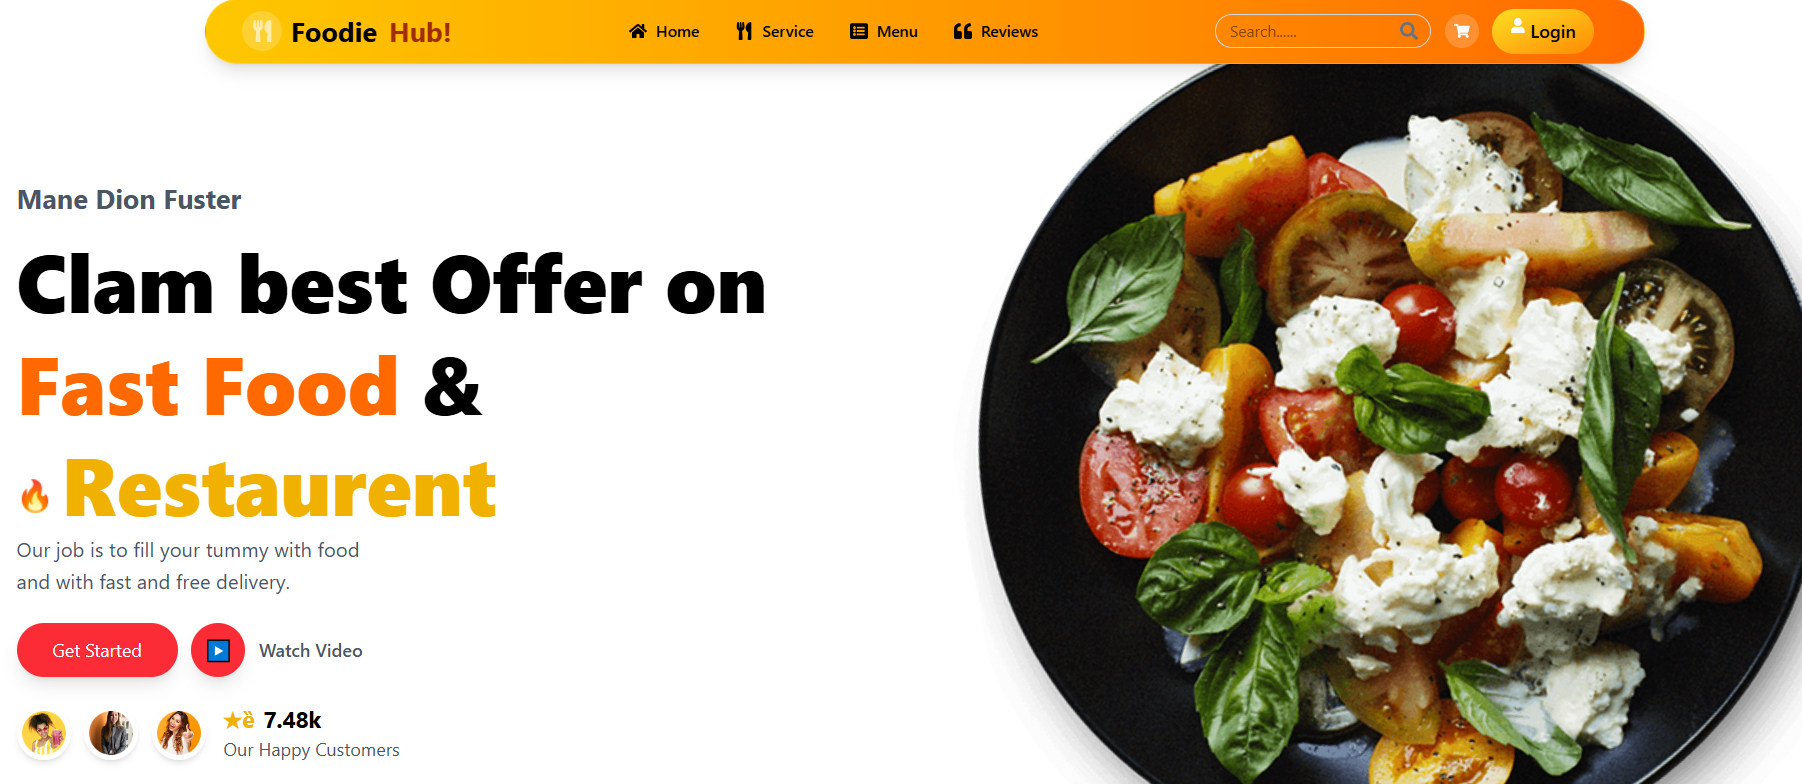 Foodie Hub!
Home
Service
Menu
Reviews
Search......
Login
Mane Dion Fuster
Clam best Offer on
Fast Food &
🔥 Restaurent
Our job is to fill your tummy with food
and with fast and free delivery.
Get Started
▶️ Watch Video
★ȅ 7.48k
Our Happy Customers